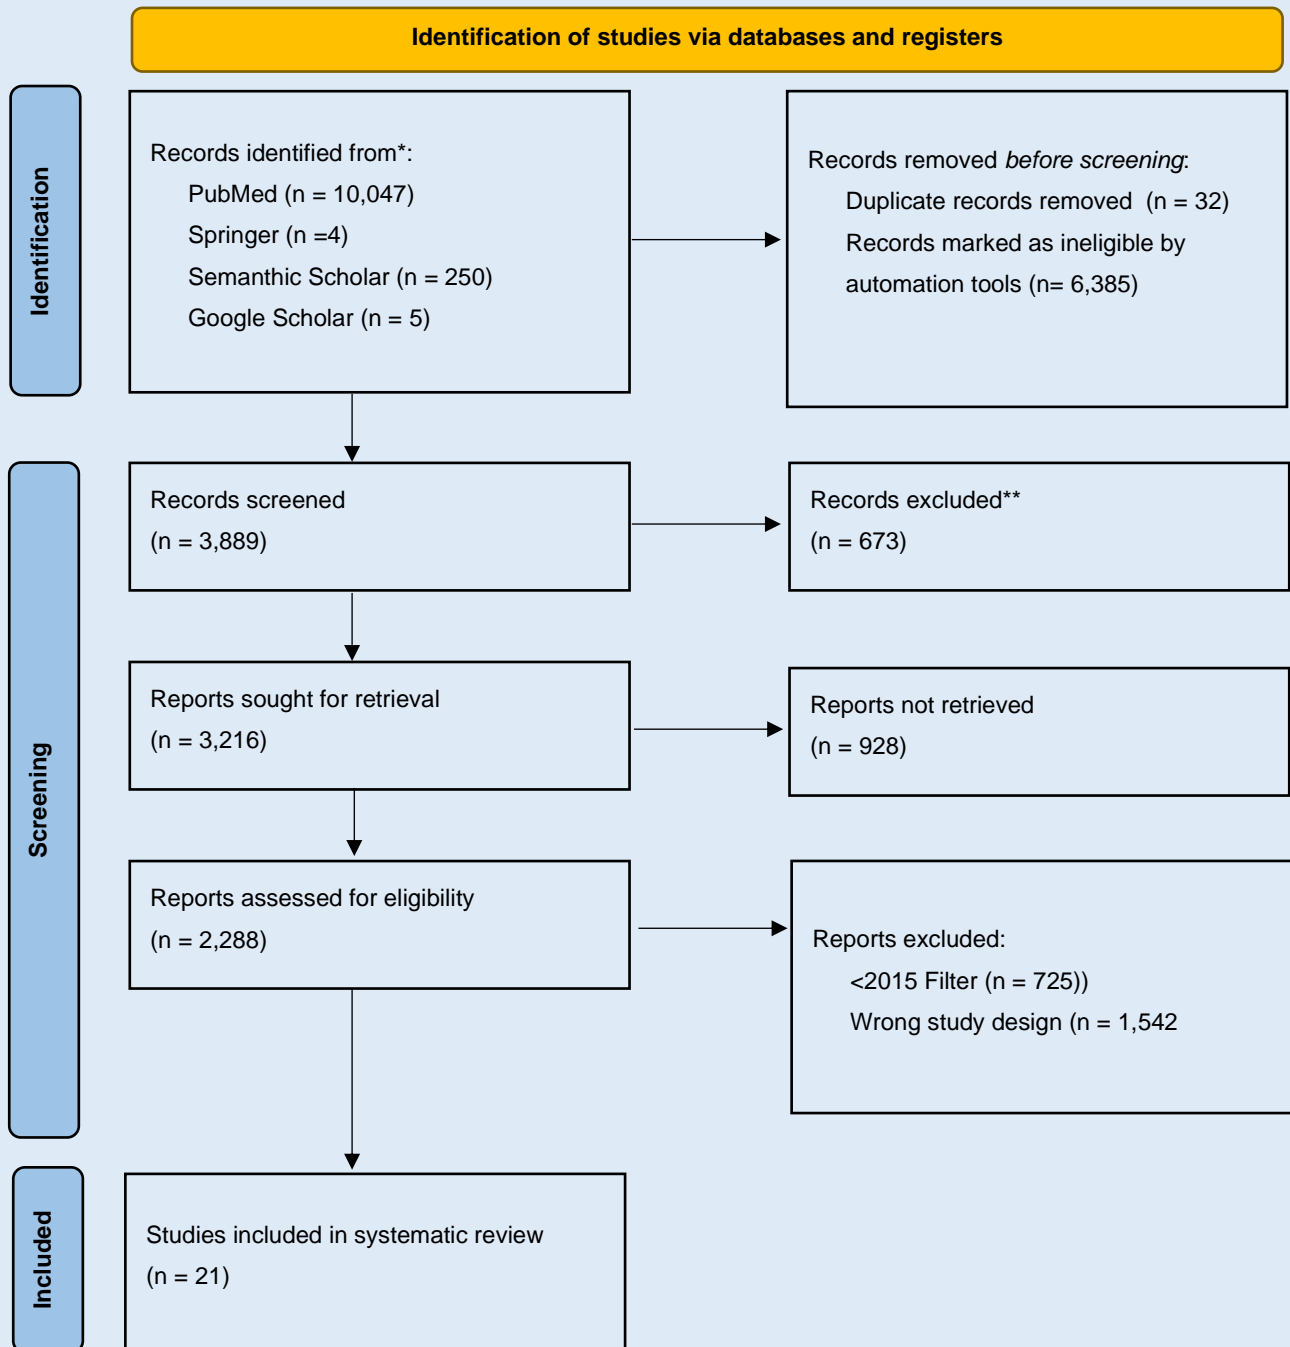 Identification of studies via databases and registers
Identification
Records identified from*:
PubMed (n = 10,047)
Springer (n =4)
Semanthic Scholar (n = 250)
Google Scholar (n = 5)
Records removed before screening:
Duplicate records removed  (n = 32)
Records marked as ineligible by
automation tools (n= 6,385)
Screening
Records screened
(n = 3,889)
Records excluded**
(n = 673)
Reports sought for retrieval
(n = 3,216)
Reports not retrieved
(n = 928)
Reports assessed for eligibility
(n = 2,288)
Reports excluded:
<2015 Filter (n = 725))
Wrong study design (n = 1,542
Included
Studies included in systematic review
(n = 21)